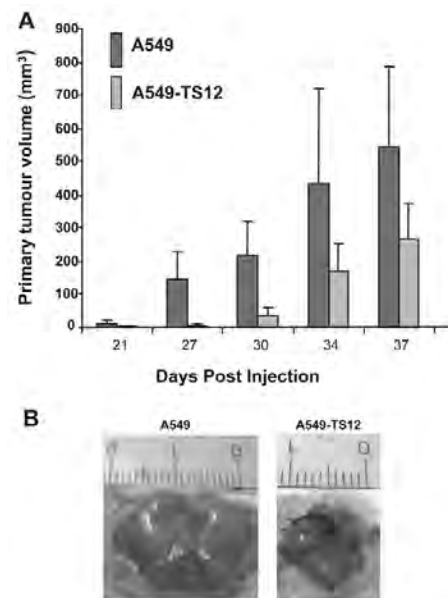 A
Primary tumour volume (mm³)
900
800
700
600
500
400
300
200
100
0
A549
A549-TS12
21 27 30 34 37
Days Post Injection
B
A549 A549-TS12